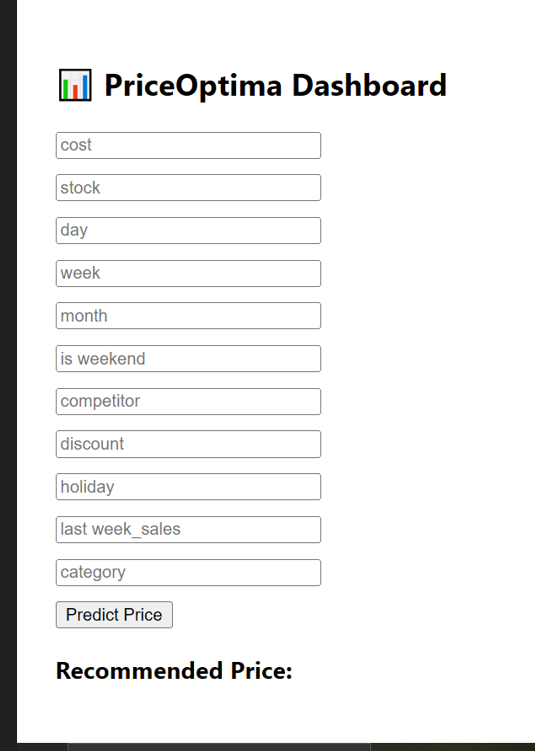 PriceOptima Dashboard
cost
stock
day
week
month
is weekend
competitor
discount
holiday
last week_sales
category
Predict Price
Recommended Price: